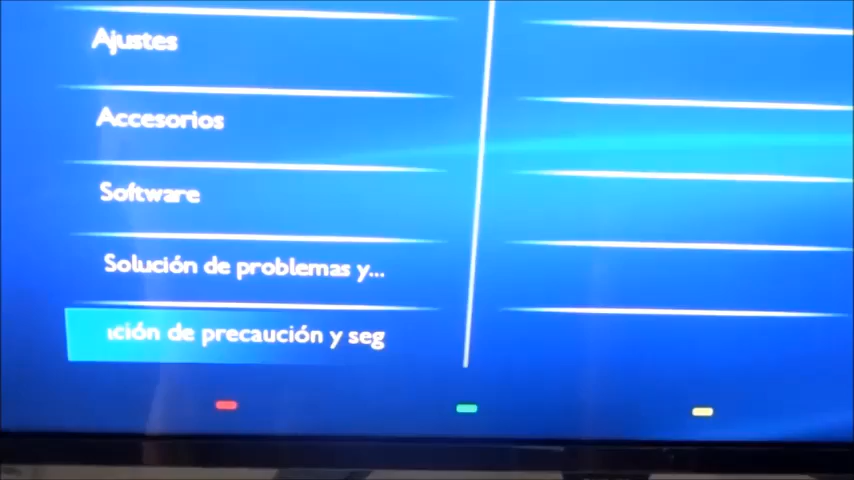 Ajustes
Accesorios
Software
Solución de problemas y...
ición de precaución y seg